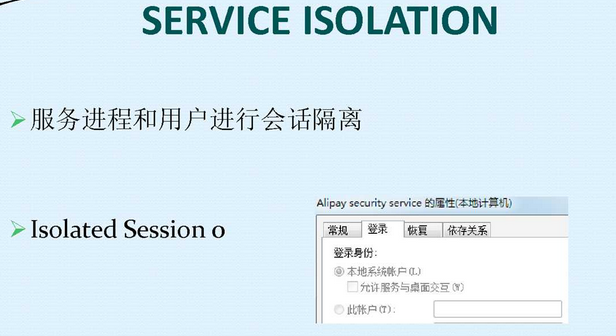 SERVICE ISOLATION
服务进程和用户进行会话隔离
Isolated Session 0
Alipay security service 的属性(本地计算机)
常规 登录 恢复 依存关系
登录身份:
本地系统帐户(L)
允许服务与桌面交互(W)
此帐户(T):